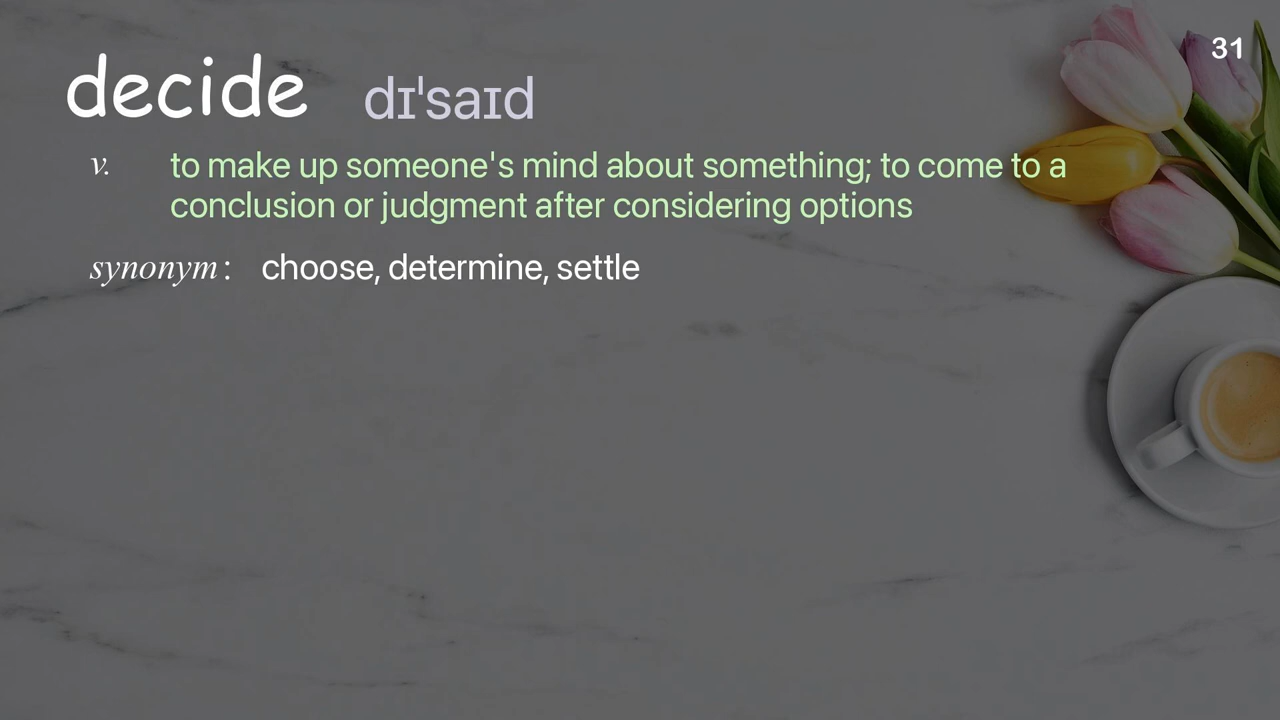 31
decide dɪˈsaɪd
v. to make up someone's mind about something; to come to a
conclusion or judgment after considering options
synonym: choose, determine, settle